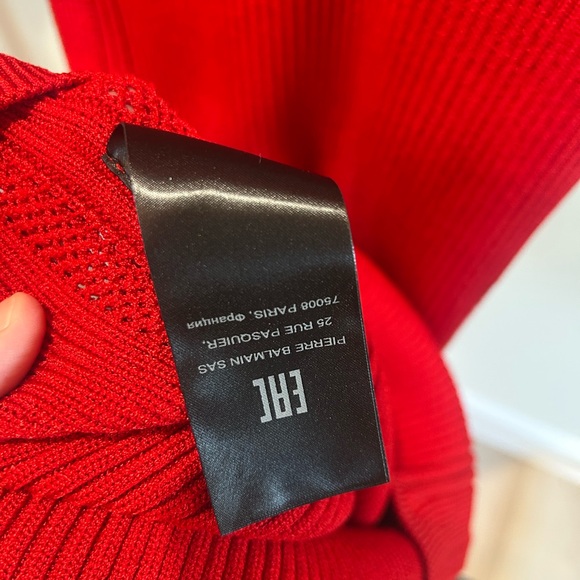 EAC
PIERRE BALMAIN SAS
25 RUE PASQUIER,
75008 PARIS, Франция